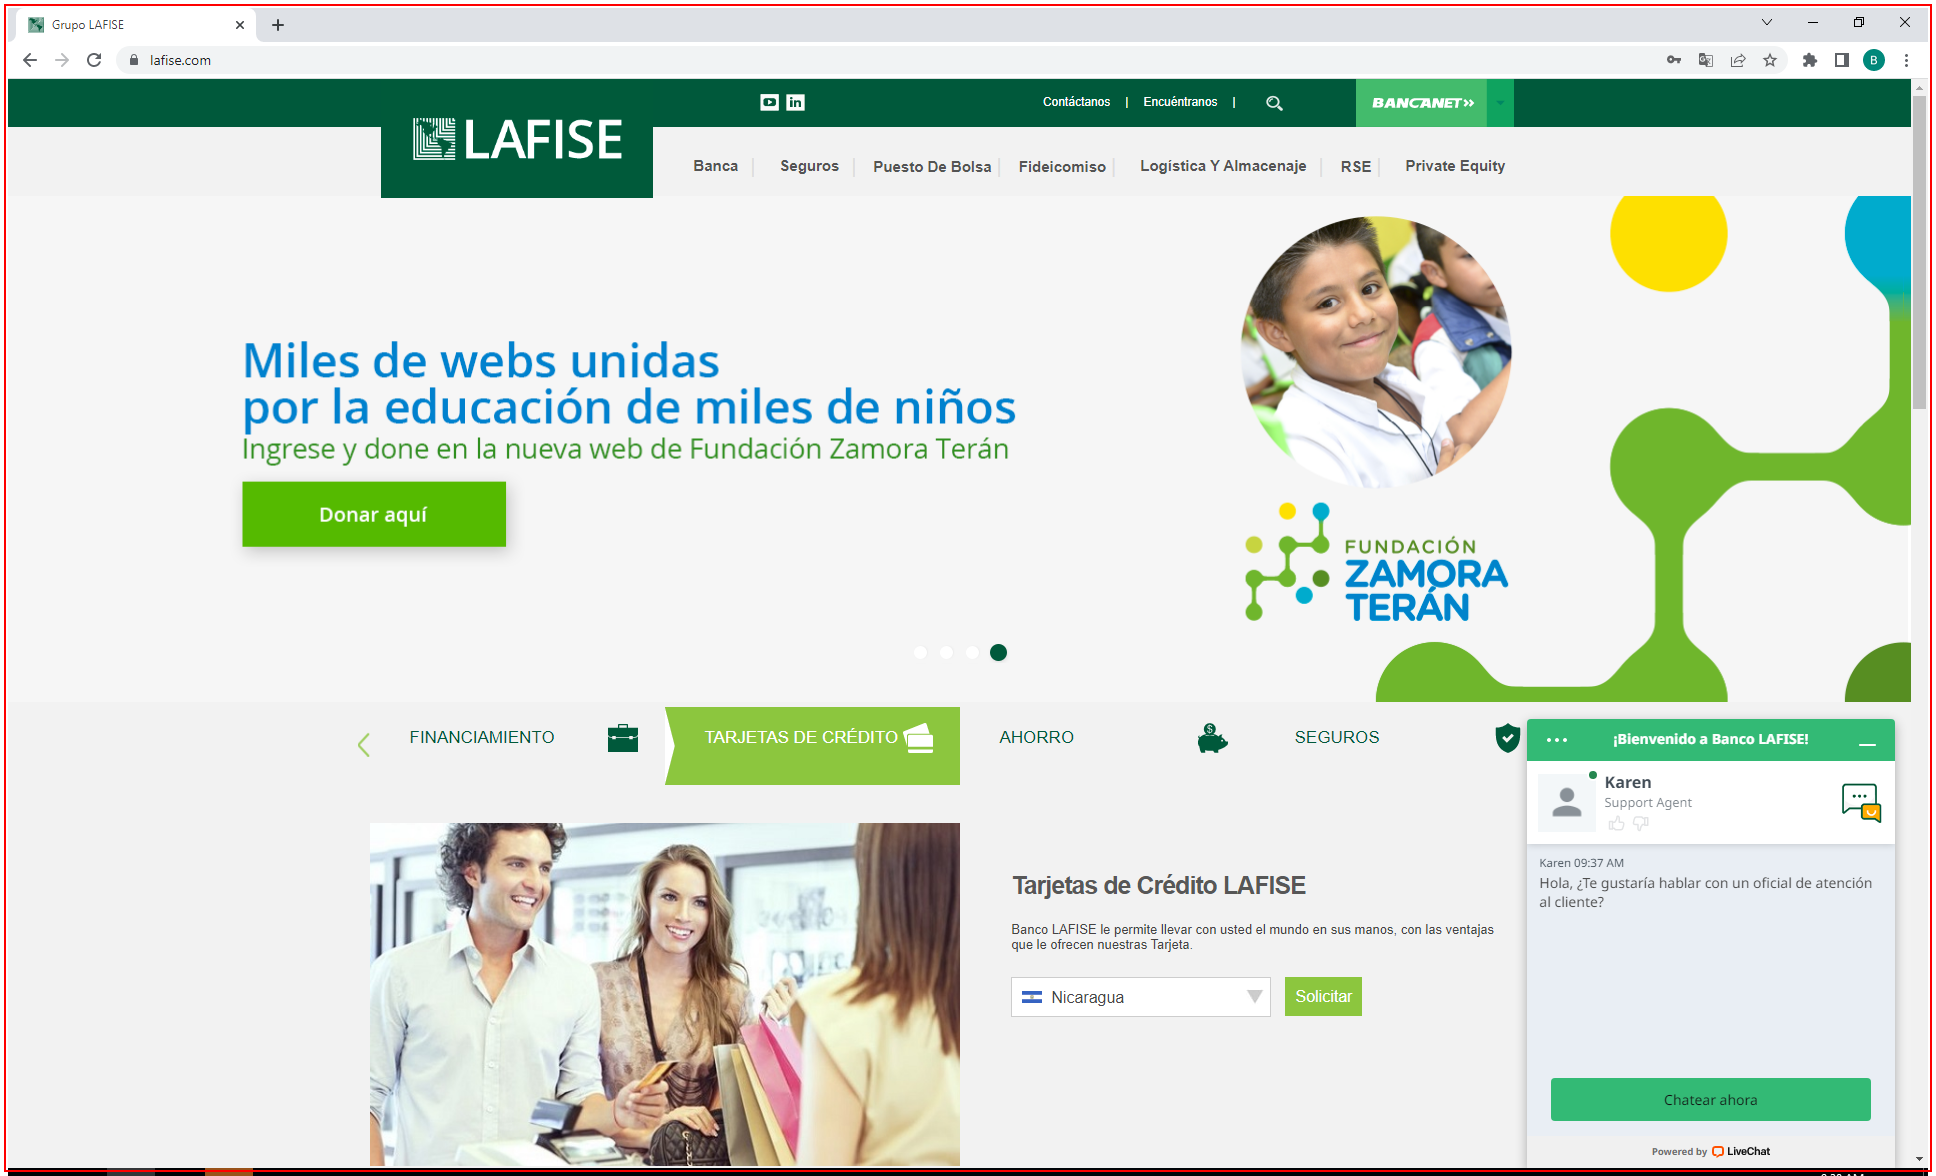 Grupo LAFISE
lafise.com
B
Contáctanos | Encuéntranos |
BANCANET
LAFISE
Banca
Seguros
Puesto De Bolsa
Fideicomiso
Logística Y Almacenaje
RSE
Private Equity
Miles de webs unidas
por la educación de miles de niños
Ingrese y done en la nueva web de Fundación Zamora Terán
Donar aquí
FUNDACIÓN
ZAMORA
TERÁN
FINANCIAMIENTO
TARJETAS DE CRÉDITO
AHORRO
SEGUROS
Tarjetas de Crédito LAFISE
Banco LAFISE le permite llevar con usted el mundo en sus manos, con las ventajas
que le ofrecen nuestras Tarjeta.
Nicaragua
Solicitar
¡Bienvenido a Banco LAFISE!
Karen
Support Agent
Karen 09:37 AM
Hola, ¿Te gustaría hablar con un oficial de atención
al cliente?
Chatear ahora
Powered by LiveChat